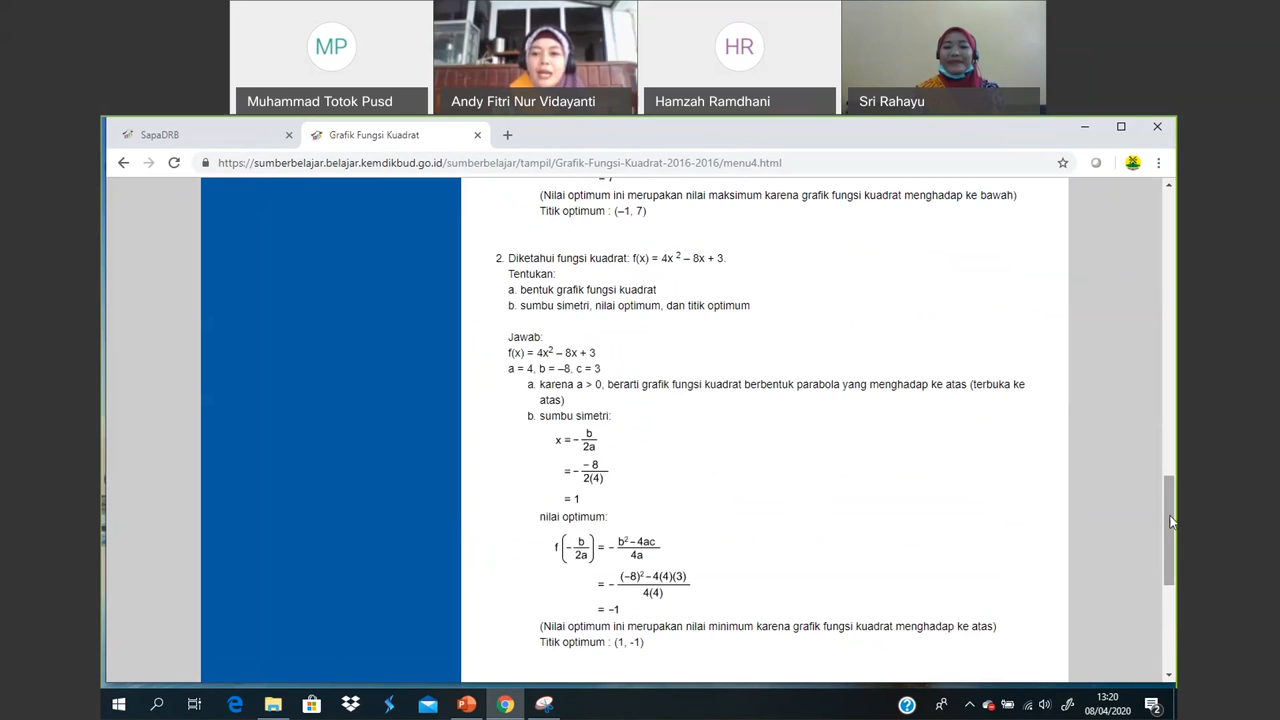 MP
HR
Muhammad Totok Pusd
Andy Fitri Nur Vidayanti
Hamzah Ramdhani
Sri Rahayu
SapaDRB
Grafik Fungsi Kuadrat
https://sumberbelajar.belajar.kemdikbud.go.id/sumberbelajar/tampil/Grafik-Fungsi-Kuadrat-2016-2016/menu4.html
(Nilai optimum ini merupakan nilai maksimum karena grafik fungsi kuadrat menghadap ke bawah)
Titik optimum : (–1, 7)
2. Diketahui fungsi kuadrat: f(x) = 4x² – 8x + 3.
Tentukan:
a. bentuk grafik fungsi kuadrat
b. sumbu simetri, nilai optimum, dan titik optimum
Jawab:
f(x) = 4x² – 8x + 3
a = 4, b = –8, c = 3
a. karena a > 0, berarti grafik fungsi kuadrat berbentuk parabola yang menghadap ke atas (terbuka ke
atas)
b. sumbu simetri:
x = - b/2a
= - –8/2(4)
= 1
nilai optimum:
f(- b/2a) = - b² – 4ac/4a
= - (–8)² – 4(4)(3)/4(4)
= –1
(Nilai optimum ini merupakan nilai minimum karena grafik fungsi kuadrat menghadap ke atas)
Titik optimum : (1, -1)
13:20
08/04/2020
2